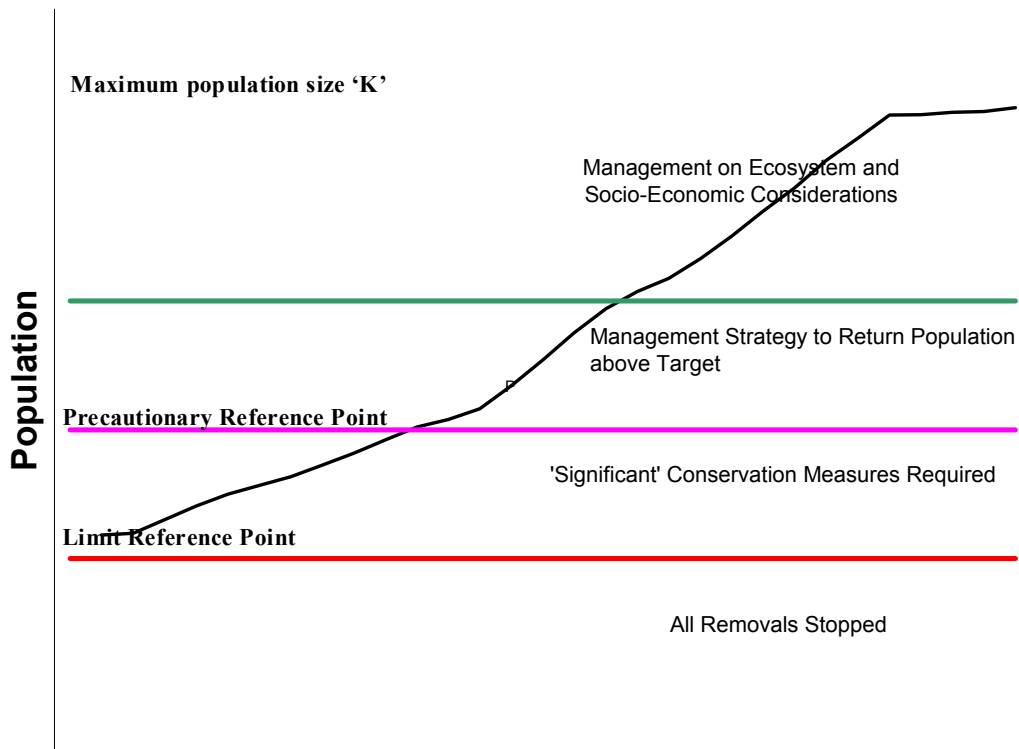 Maximum population size ‘K’
Management on Ecosystem and
Socio-Economic Considerations
Population
Management Strategy to Return Population
above Target
Precautionary Reference Point
'Significant' Conservation Measures Required
Limit Reference Point
All Removals Stopped